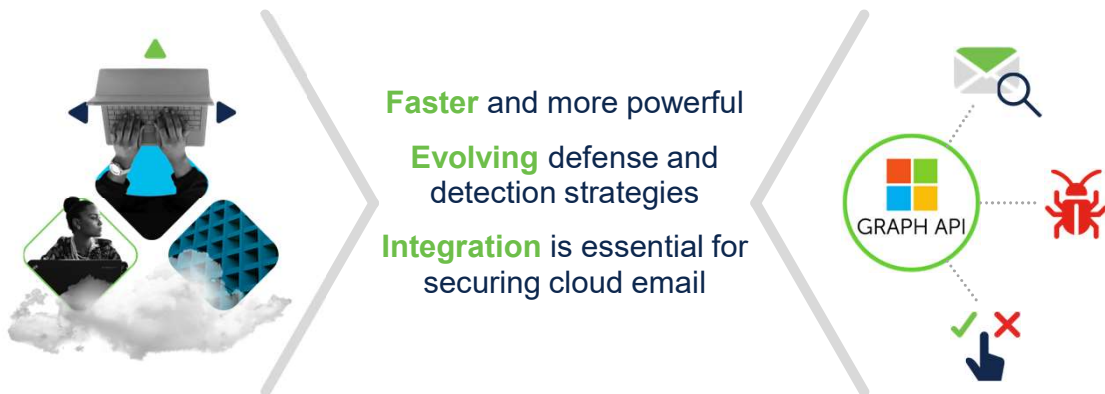 Faster and more powerful
Evolving defense and
detection strategies
Integration is essential for
securing cloud email
GRAPH API